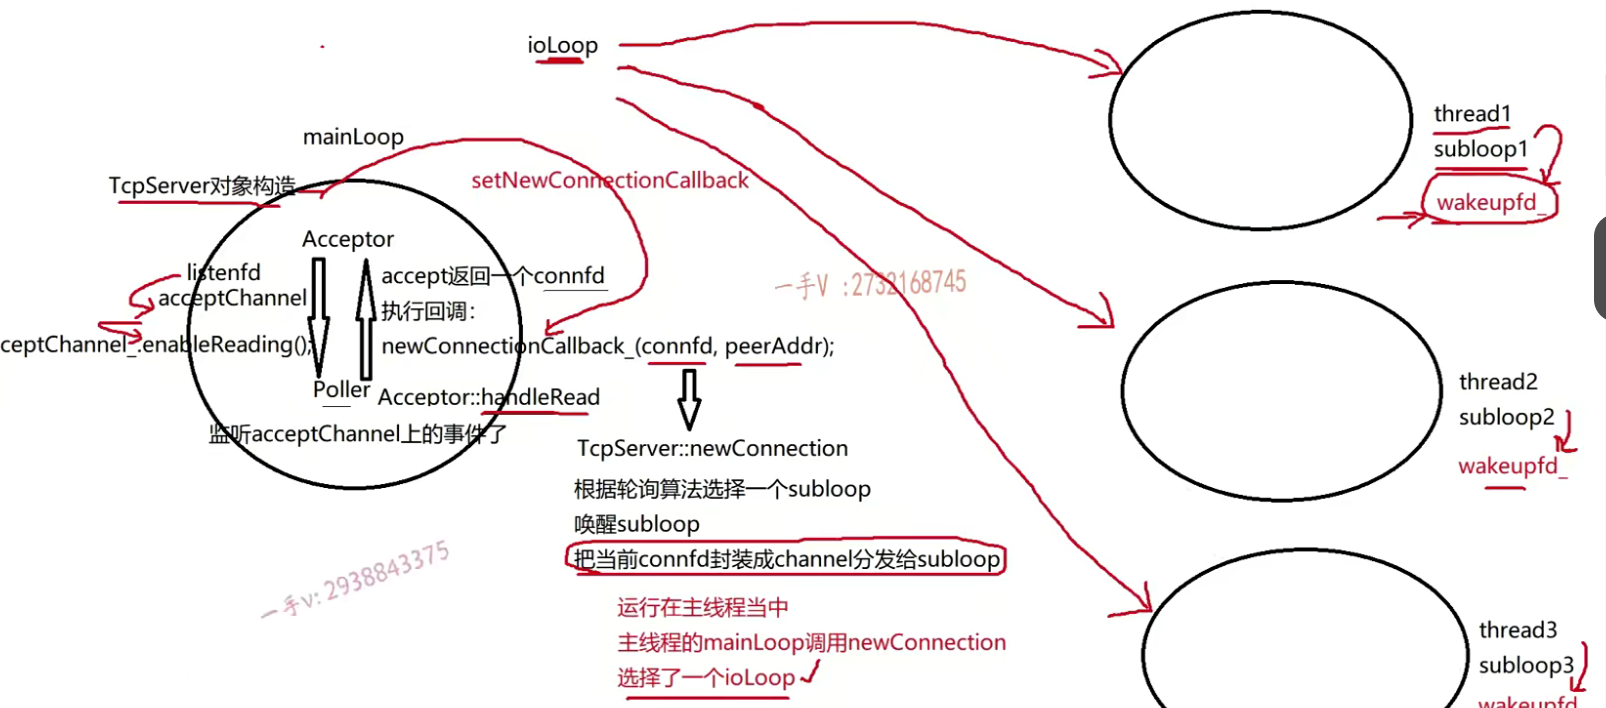 ioLoop
mainLoop
TcpServer对象构造
setNewConnectionCallback
Acceptor
listenfd
acceptChannel
accept返回一个connfd
执行回调：
ceptChannel_.enableReading();
newConnectionCallback_(connfd, peerAddr);
Poller
Acceptor::handleRead
监听acceptChannel上的事件了
TcpServer::newConnection
根据轮询算法选择一个subloop
唤醒subloop
把当前connfd封装成channel分发给subloop
运行在主线程当中
主线程的mainLoop调用newConnection
选择了一个ioLoop
thread1
subloop1
wakeupfd_
thread2
subloop2
wakeupfd_
thread3
subloop3
wakeupfd
一手V :2732168745
一手v: 2938843375